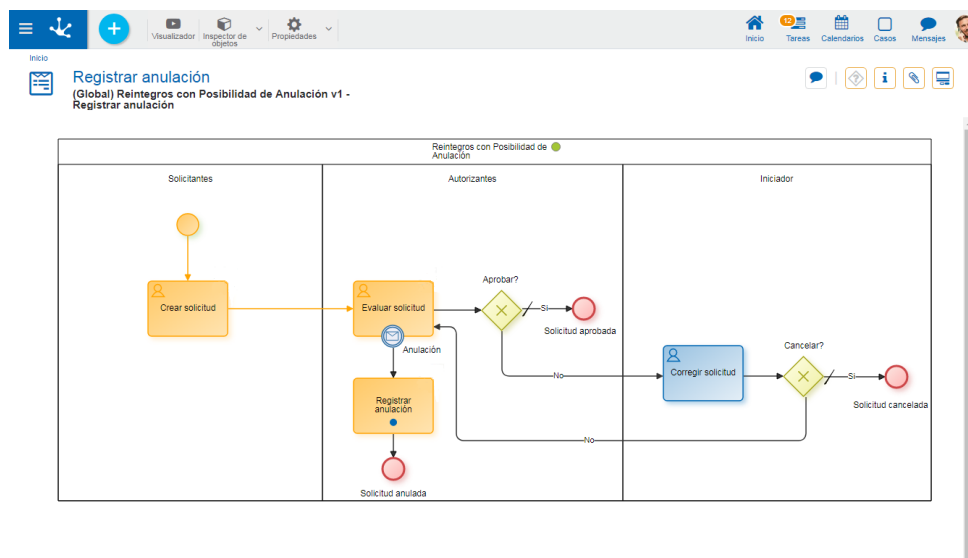 Visualizador
Inspector de
objetos
Propiedades
Inicio
12
Tareas
Calendarios
Casos
Mensajes
Inicio
Registrar anulación
(Global) Reintegros con Posibilidad de Anulación v1 -
Registrar anulación
Reintegros con Posibilidad de
Anulación
Solicitantes
Autorizantes
Iniciador
Crear solicitud
Evaluar solicitud
Anulación
Aprobar?
Si
Solicitud aprobada
No
Corregir solicitud
Cancelar?
Si
Solicitud cancelada
No
Registrar
anulación
Solicitud anulada